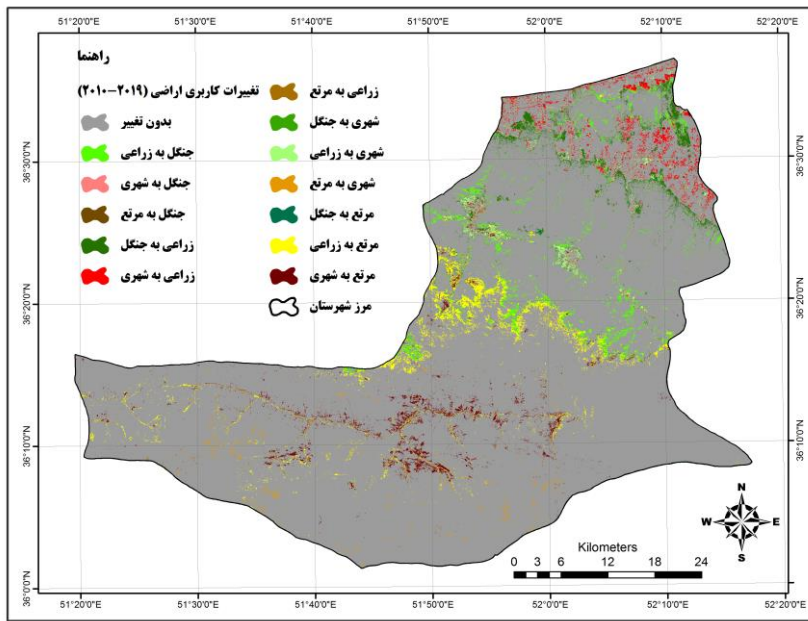 51°20'0"E 51°30'0"E 51°40'0"E 51°50'0"E 52°0'0"E 52°10'0"E 52°20'0"E
راهنما
تغییرات کاربری اراضی (۲۰۱۹-۲۰۱۰)
بدون تغییر
جنگل به زراعی
جنگل به شهری
جنگل به مرتع
زراعی به جنگل
زراعی به شهری
زراعی به مرتع
شهری به جنگل
شهری به زراعی
شهری به مرتع
مرتع به جنگل
مرتع به زراعی
مرتع به شهری
مرز شهرستان
36°30'0"N 36°30'0"N
36°20'0"N 36°20'0"N
36°10'0"N 36°10'0"N
36°0'0"N
N
W E
S
Kilometers
0 3 6 12 18 24
51°20'0"E 51°30'0"E 51°40'0"E 51°50'0"E 52°0'0"E 52°10'0"E 52°20'0"E